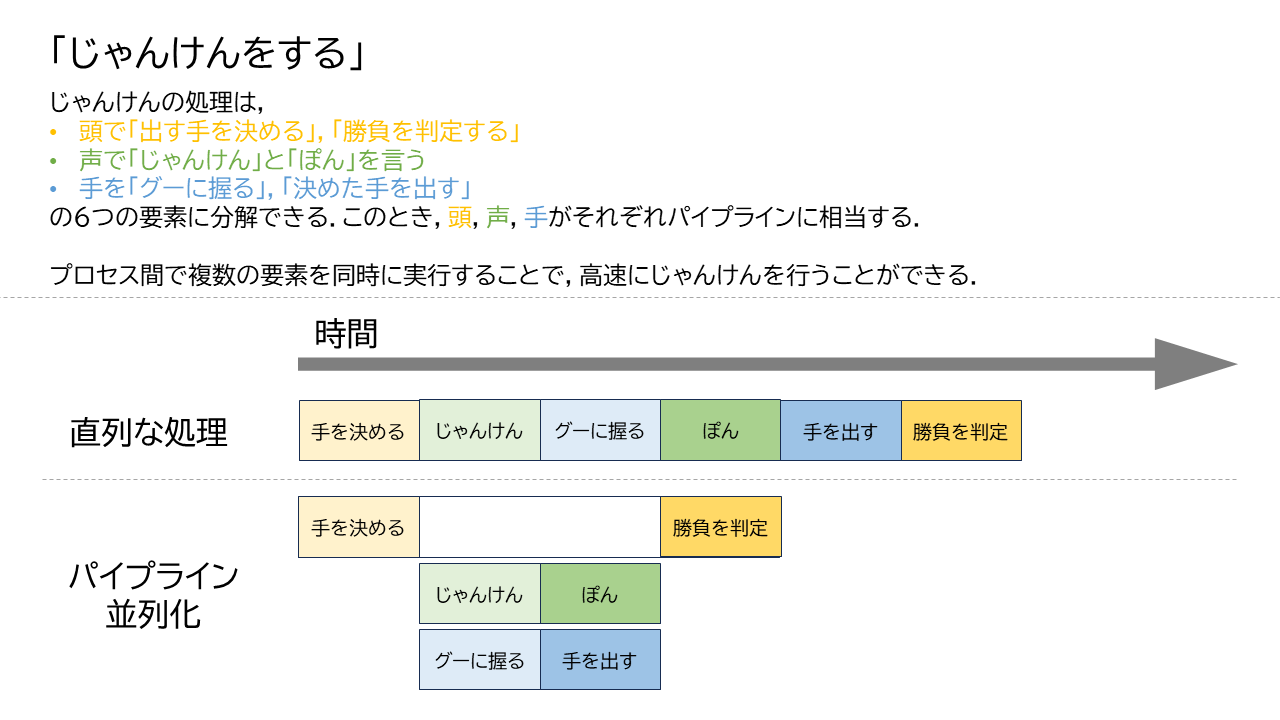 「じゃんけんをする」
じゃんけんの処理は,
• 頭で「出す手を決める」,「勝負を判定する」
• 声で「じゃんけん」と「ぽん」を言う
• 手を「グーに握る」,「決めた手を出す」
の6つの要素に分解できる. このとき, 頭, 声, 手がそれぞれパイプラインに相当する.
プロセス間で複数の要素を同時に実行することで, 高速にじゃんけんを行うことができる.
時間
直列な処理
手を決める
じゃんけん
グーに握る
ぽん
手を出す
勝負を判定
パイプライン
並列化
手を決める
勝負を判定
じゃんけん
ぽん
グーに握る
手を出す